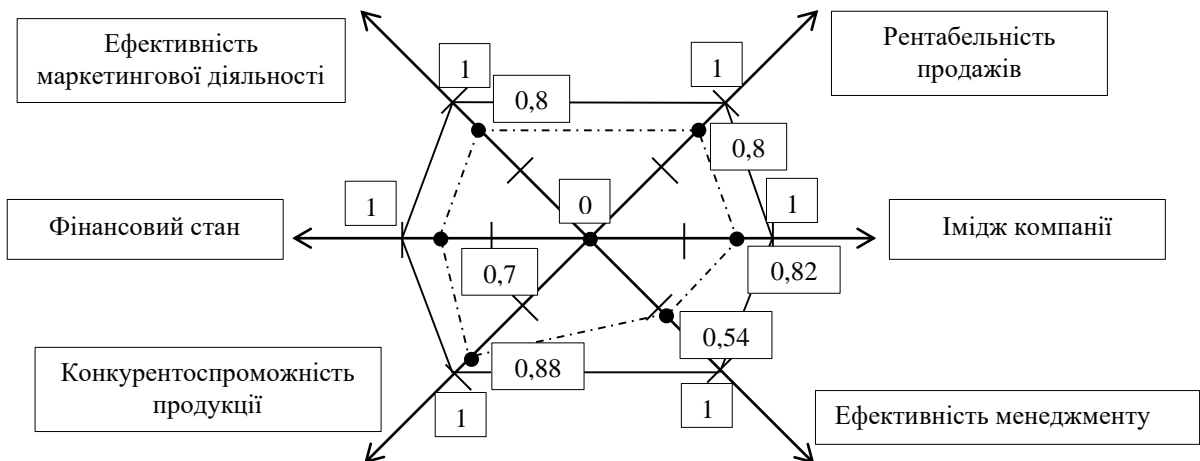 Ефективність
маркетингової діяльності
Рентабельність
продажів
1
1
0,8
0,8
Фінансовий стан
1
0
1
Імідж компанії
0,7
0,82
0,54
Конкурентоспроможність
продукції
0,88
1
1
Ефективність менеджменту